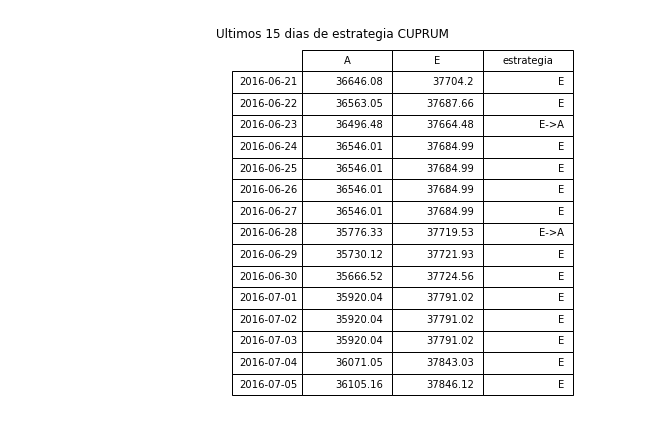 Ultimos 15 dias de estrategia CUPRUM
A E estrategia
2016-06-21 36646.08 37704.2 E
2016-06-22 36563.05 37687.66 E
2016-06-23 36496.48 37664.48 E->A
2016-06-24 36546.01 37684.99 E
2016-06-25 36546.01 37684.99 E
2016-06-26 36546.01 37684.99 E
2016-06-27 36546.01 37684.99 E
2016-06-28 35776.33 37719.53 E->A
2016-06-29 35730.12 37721.93 E
2016-06-30 35666.52 37724.56 E
2016-07-01 35920.04 37791.02 E
2016-07-02 35920.04 37791.02 E
2016-07-03 35920.04 37791.02 E
2016-07-04 36071.05 37843.03 E
2016-07-05 36105.16 37846.12 E